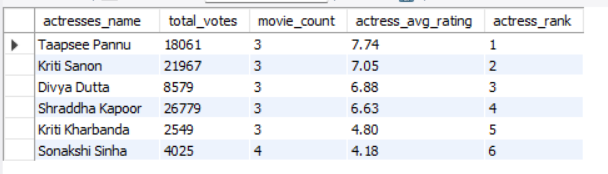 actresses_name total_votes movie_count actress_avg_rating actress_rank
Taapsee Pannu 18061 3 7.74 1
Kriti Sanon 21967 3 7.05 2
Divya Dutta 8579 3 6.88 3
Shraddha Kapoor 26779 3 6.63 4
Kriti Kharbanda 2549 3 4.80 5
Sonakshi Sinha 4025 4 4.18 6